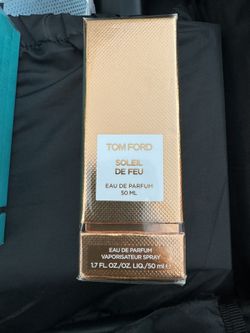 TOM FORD
SOLEIL
DE FEU
EAU DE PARFUM
50 ML
EAU DE PARFUM
VAPORISATEUR SPRAY
1.7 FL.OZ./OZ. LIQ./50 ml ℮